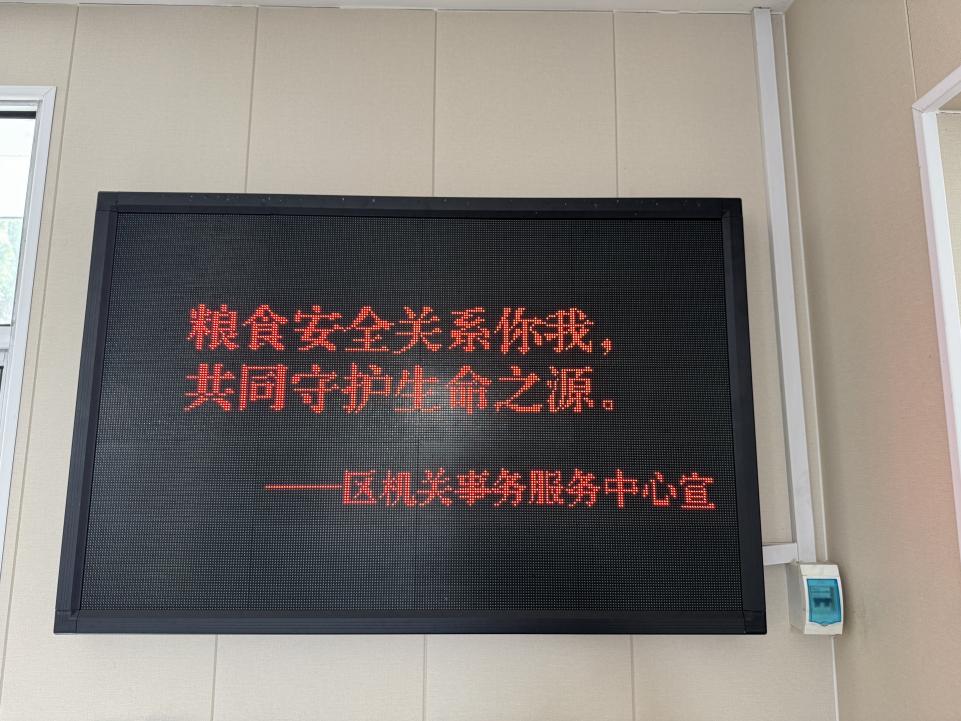 粮食安全关系你我，
共同守护生命之源。
——区机关事务服务中心宣